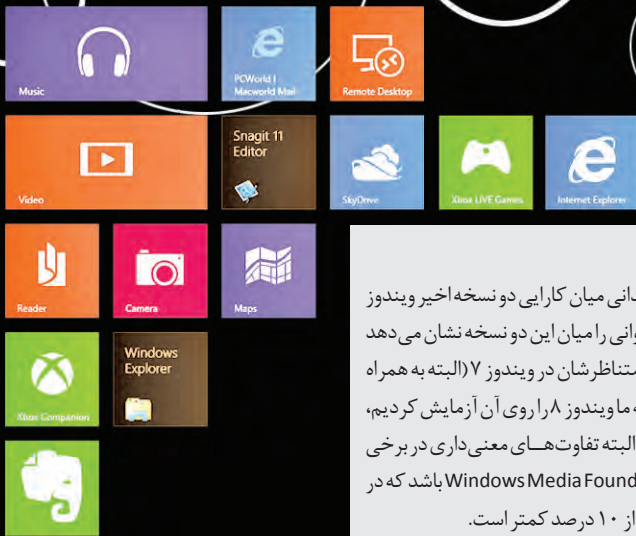 Music
PCWorld |
Macworld Mail
Remote Desktop
Video
Snagit 11
Editor
SkyDrive
Xbox LIVE Games
Internet Explorer
Reader
Camera
Maps
Xbox Companion
Windows
Explorer
میان کارایی دو نسخه اخیر ویندوز
را میان این دو نسخه نشان می‌دهد
متناظرشان در ویندوز ۷ (البته به همراه
ما ویندوز ۸ را روی آن آزمایش کردیم،
البته تفاوت‌هــای معنی‌داری در برخی
Windows Media Found باشد که در
از ۱۰ درصد کمتر است.